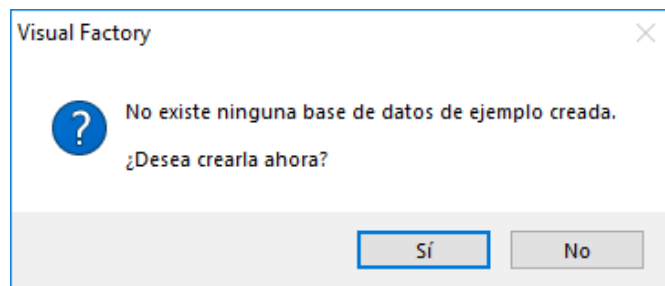 Visual Factory
No existe ninguna base de datos de ejemplo creada.
¿Desea crearla ahora?
Sí
No